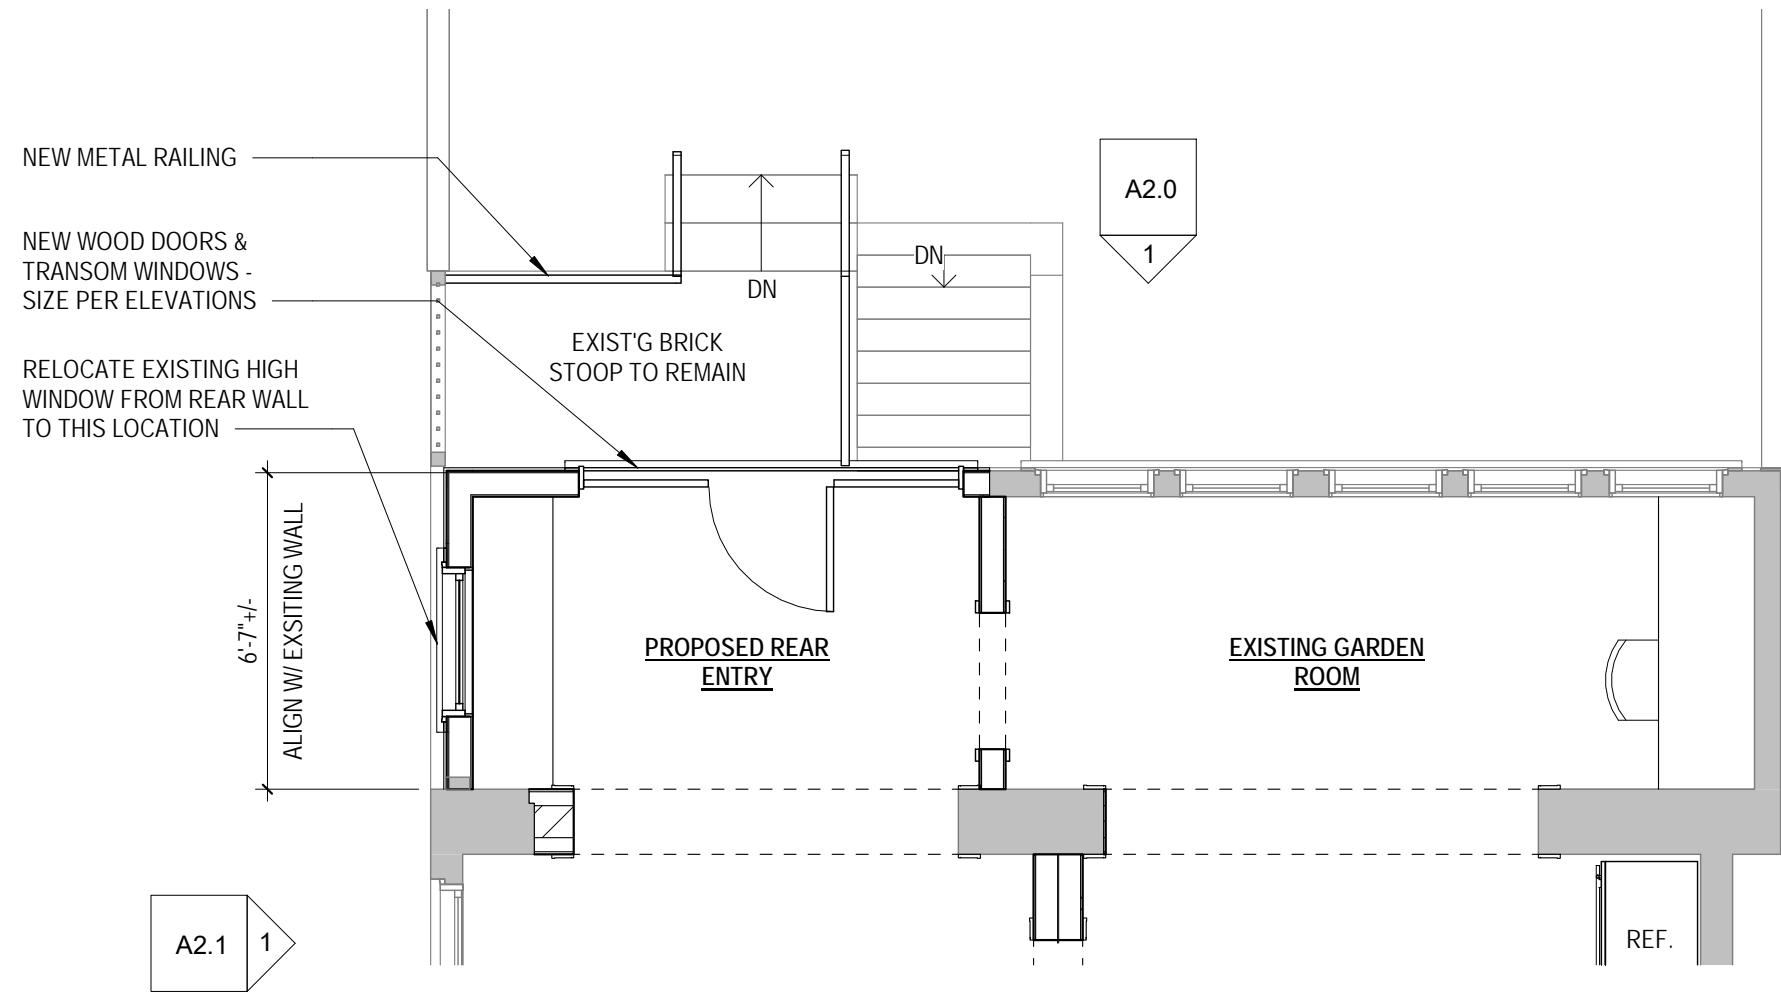 NEW METAL RAILING
NEW WOOD DOORS &
TRANSOM WINDOWS -
SIZE PER ELEVATIONS
RELOCATE EXISTING HIGH
WINDOW FROM REAR WALL
TO THIS LOCATION
A2.0
1
DN
DN
EXIST'G BRICK
STOOP TO REMAIN
6'-7"+/-
ALIGN W/ EXSITING WALL
PROPOSED REAR
ENTRY
EXISTING GARDEN
ROOM
A2.1
1
REF.